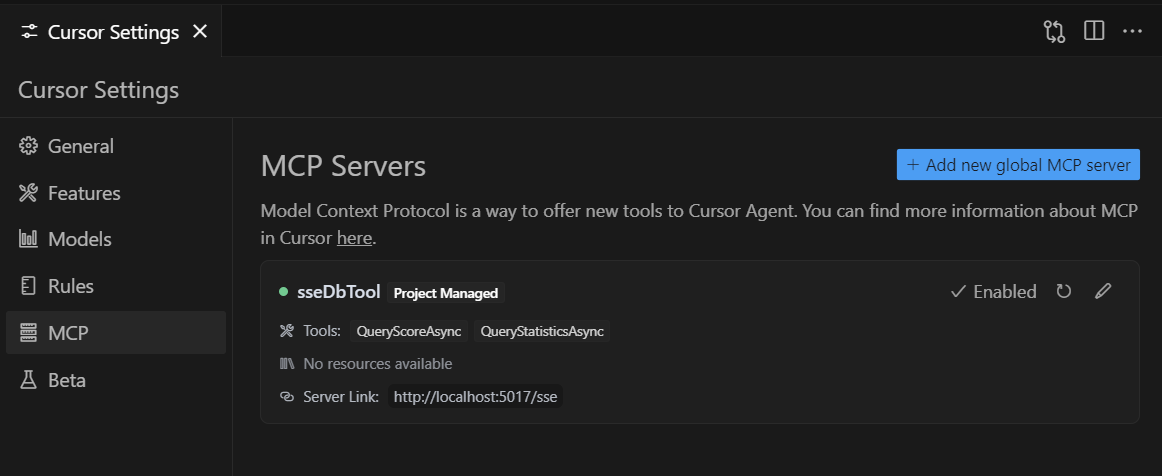 Cursor Settings
Cursor Settings
General
Features
Models
Rules
MCP
Beta
MCP Servers
+ Add new global MCP server
Model Context Protocol is a way to offer new tools to Cursor Agent. You can find more information about MCP
in Cursor here.
sseDbTool Project Managed
Enabled
Tools: QueryScoreAsync QueryStatisticsAsync
No resources available
Server Link: http://localhost:5017/sse